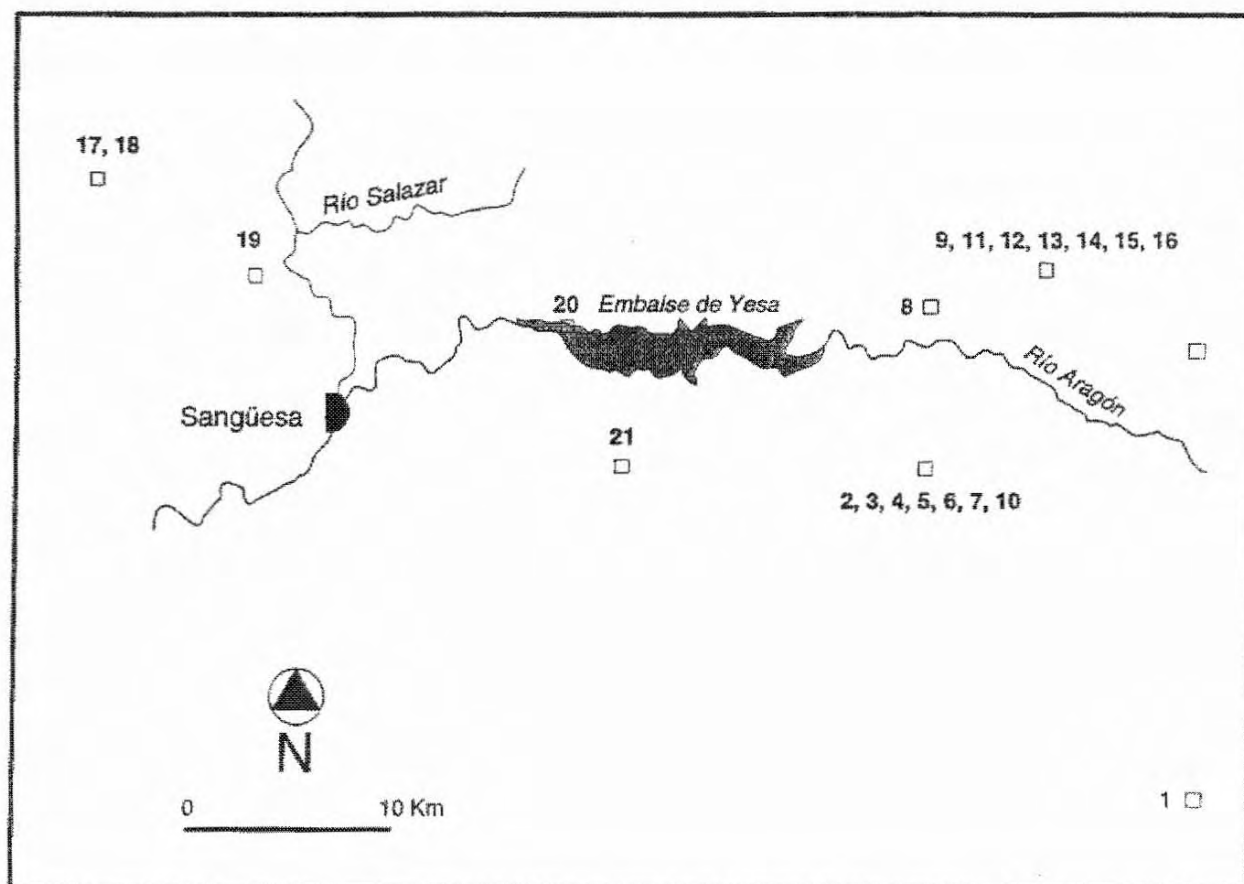 17, 18
Río Salazar
19
9, 11, 12, 13, 14, 15, 16
20
Embalse de Yesa
8
Río Aragón
Sangüesa
21
2, 3, 4, 5, 6, 7, 10
N
0
10 Km
1